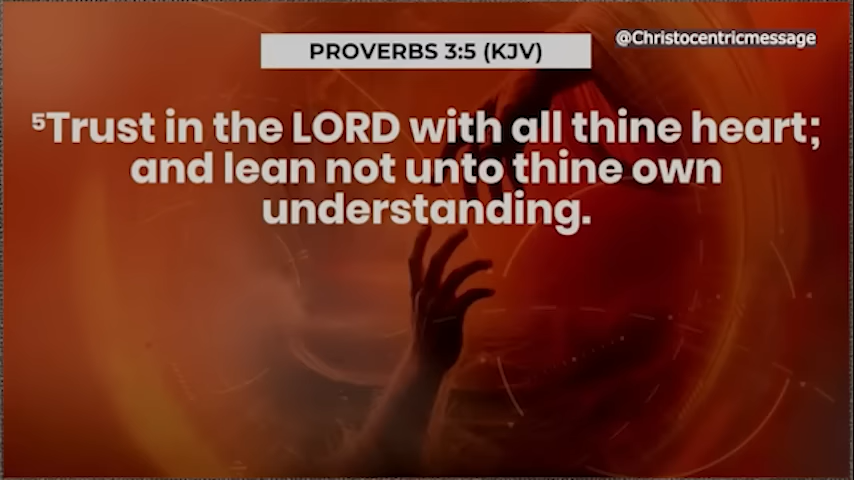 PROVERBS 3:5 (KJV)
@Christocentricmessage
⁵Trust in the LORD with all thine heart;
and lean not unto thine own
understanding.